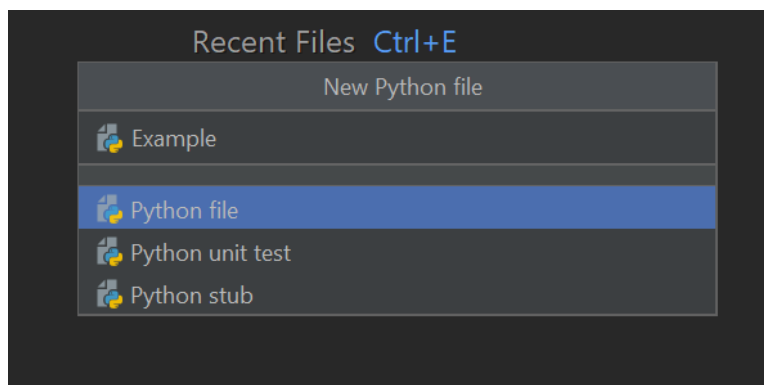 Recent Files Ctrl+E
New Python file
Example
Python file
Python unit test
Python stub